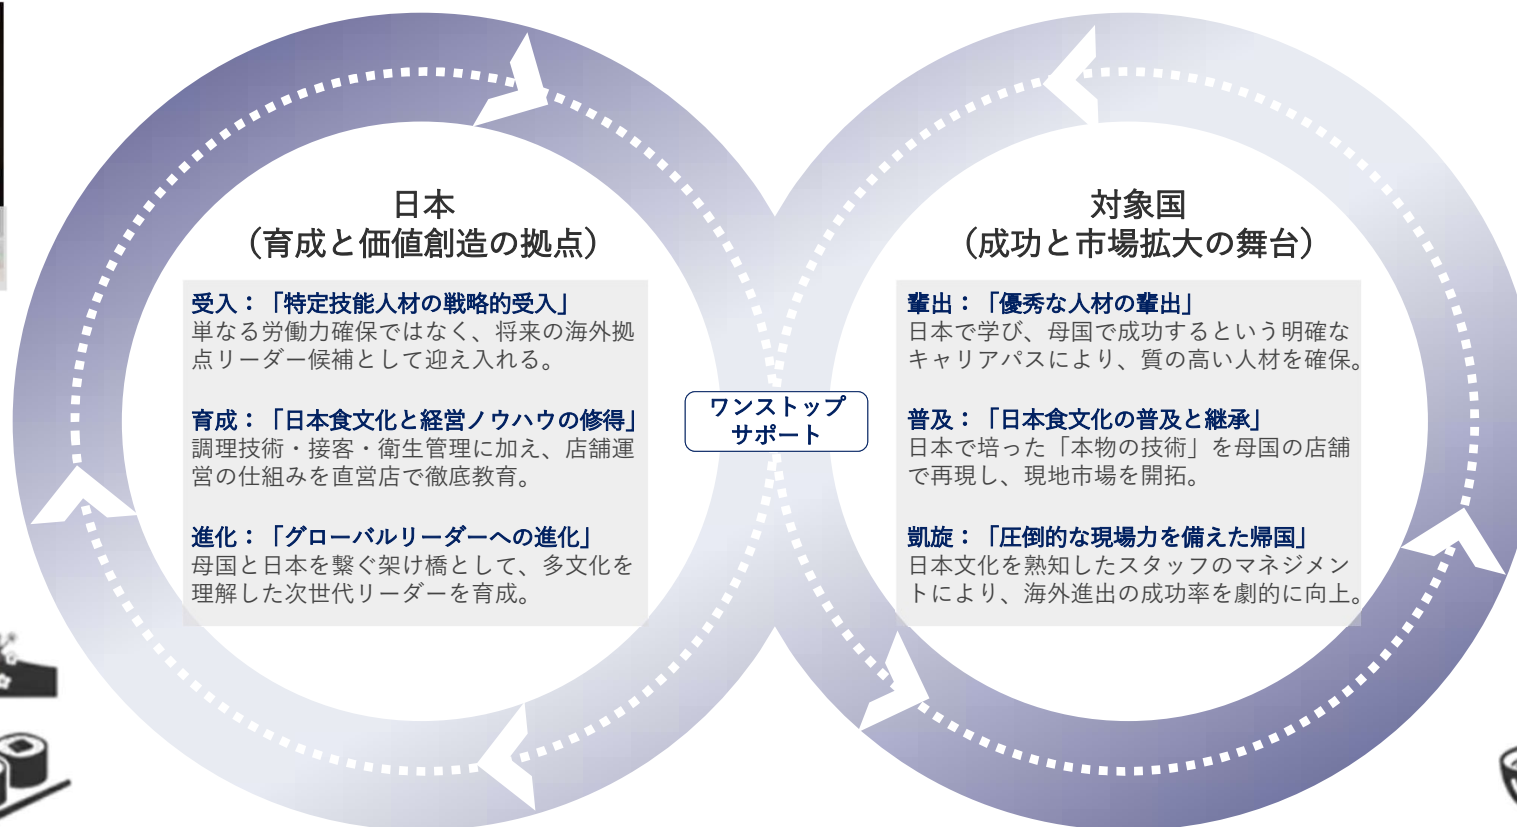 日本
（育成と価値創造の拠点）
受入：「特定技能人材の戦略的受入」
単なる労働力確保ではなく、将来の海外拠
点リーダー候補として迎え入れる。
育成：「日本食文化と経営ノウハウの修得」
調理技術・接客・衛生管理に加え、店舗運
営の仕組みを直営店で徹底教育。
進化：「グローバルリーダーへの進化」
母国と日本を繋ぐ架け橋として、多文化を
理解した次世代リーダーを育成。
ワンストップ
サポート
対象国
（成功と市場拡大の舞台）
輩出：「優秀な人材の輩出」
日本で学び、母国で成功するという明確な
キャリアパスにより、質の高い人材を確保。
普及：「日本食文化の普及と継承」
日本で培った「本物の技術」を母国の店舗
で再現し、現地市場を開拓。
凱旋：「圧倒的な現場力を備えた帰国」
日本文化を熟知したスタッフのマネジメン
トにより、海外進出の成功率を劇的に向上。